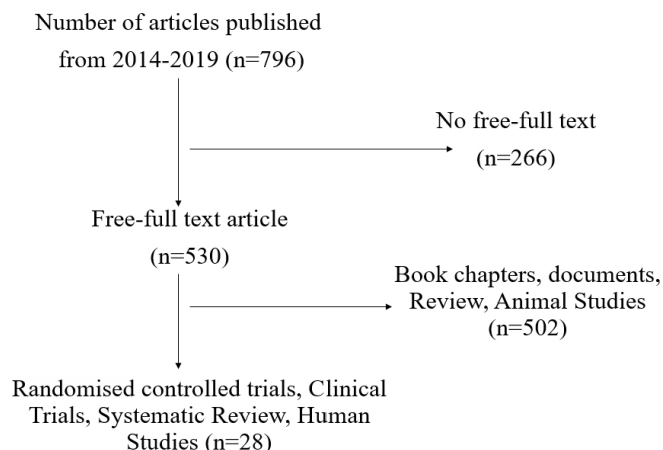 Number of articles published
from 2014-2019 (n=796)
No free-full text
(n=266)
Free-full text article
(n=530)
Book chapters, documents,
Review, Animal Studies
(n=502)
Randomised controlled trials, Clinical
Trials, Systematic Review, Human
Studies (n=28)